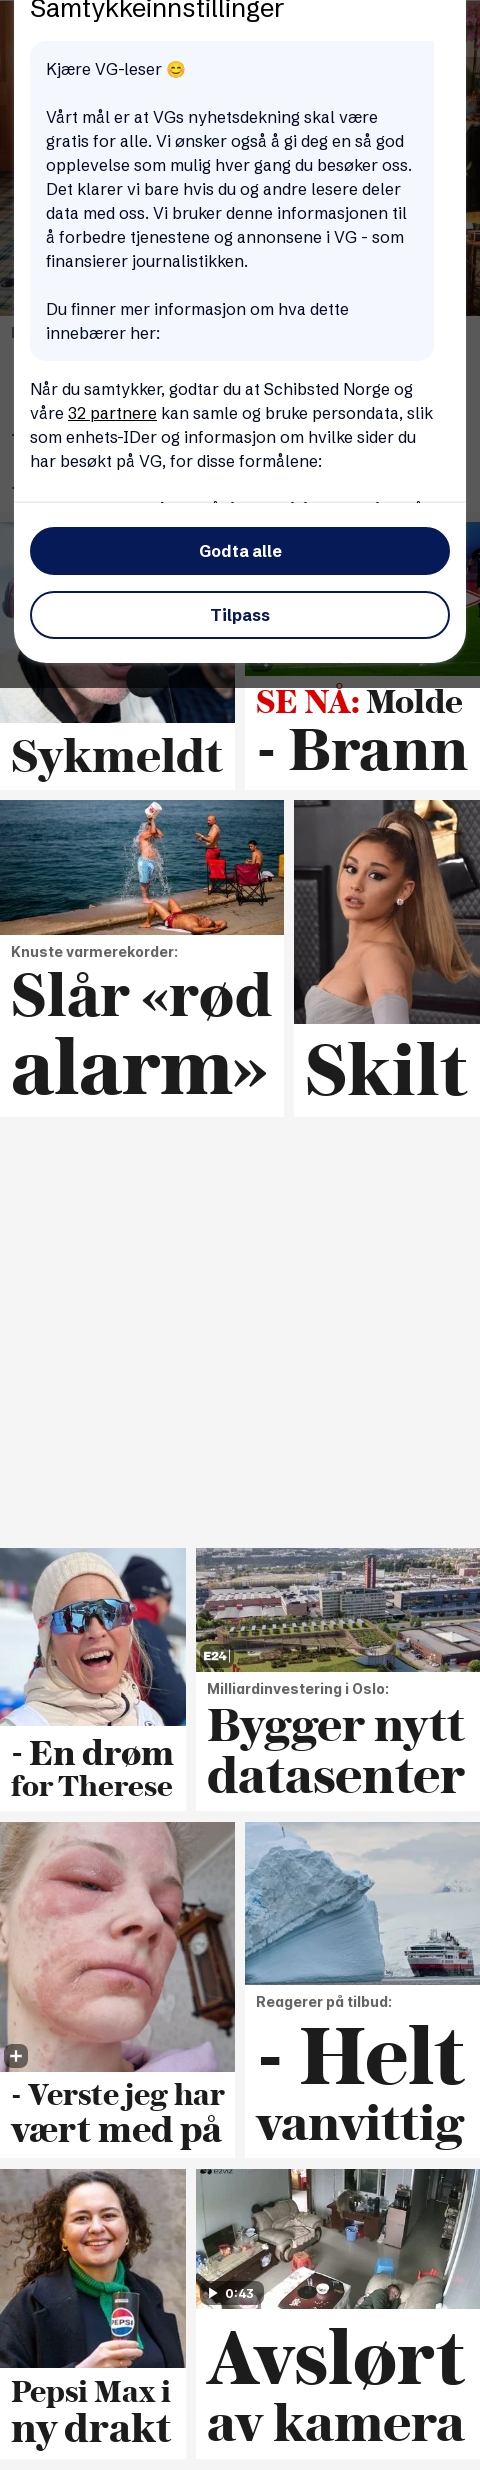 Samtykkeinnstillinger
Kjære VG-leser 😊
Vårt mål er at VGs nyhetsdekning skal være
gratis for alle. Vi ønsker også å gi deg en så god
opplevelse som mulig hver gang du besøker oss.
Det klarer vi bare hvis du og andre lesere deler
data med oss. Vi bruker denne informasjonen til
å forbedre tjenestene og annonsene i VG - som
finansierer journalistikken.
Du finner mer informasjon om hva dette
innebærer her:
Når du samtykker, godtar du at Schibsted Norge og
våre 32 partnere kan samle og bruke persondata, slik
som enhets-IDer og informasjon om hvilke sider du
har besøkt på VG, for disse formålene:
Godta alle
Tilpass
Sykmeldt
SE NÅ: Molde
- Brann
Knuste varmerekorder:
Slår «rød
alarm»
Skilt
- En drøm
for Therese
E24
Milliardinvestering i Oslo:
Bygger nytt
datasenter
- Verste jeg har
vært med på
Reagerer på tilbud:
- Helt
vanvittig
PEPSI
Pepsi Max i
ny drakt
0:43
Avslørt
av kamera